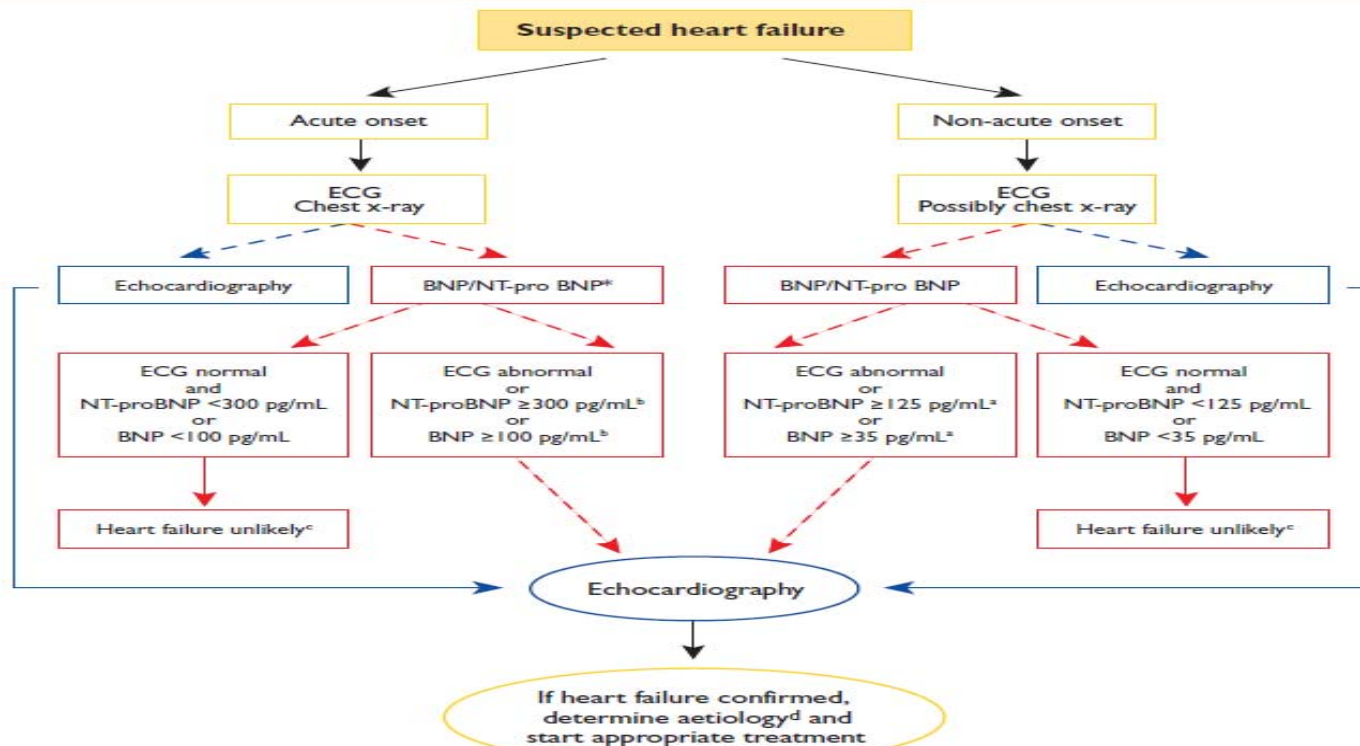 Suspected heart failure
Acute onset
Non-acute onset
ECG
Chest x-ray
ECG
Possibly chest x-ray
Echocardiography
BNP/NT-pro BNP*
BNP/NT-pro BNP
Echocardiography
ECG normal
and
NT-proBNP <300 pg/mL
or
BNP <100 pg/mL
ECG abnormal
or
NT-proBNP ≥300 pg/mLᵇ
or
BNP ≥100 pg/mLᵇ
ECG abnormal
or
NT-proBNP ≥125 pg/mLᵃ
or
BNP ≥35 pg/mLᵃ
ECG normal
and
NT-proBNP <125 pg/mL
or
BNP <35 pg/mL
Heart failure unlikelyᶜ
Heart failure unlikelyᶜ
Echocardiography
If heart failure confirmed,
determine aetiologyᵈ and
start appropriate treatment